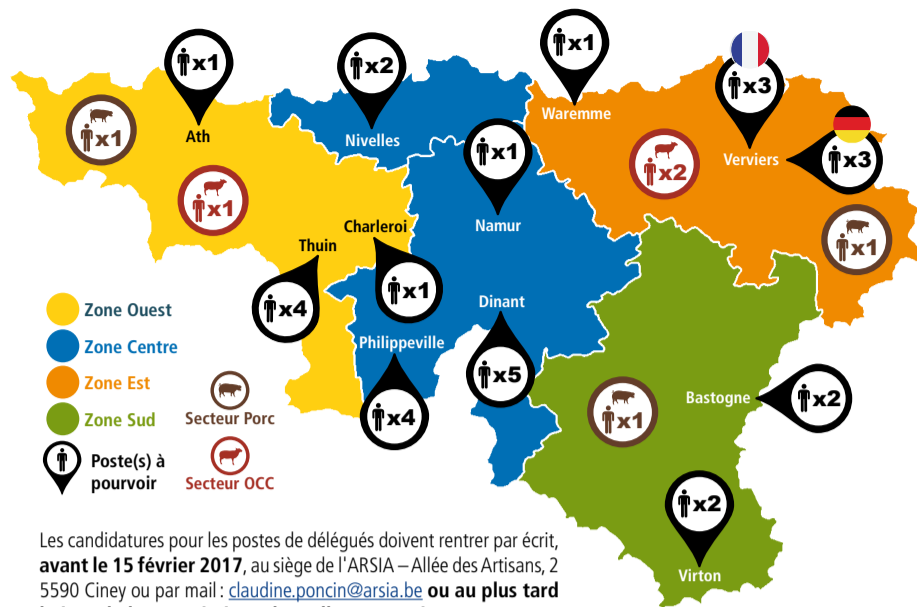 x1
x2
x1
x3
Waremme
x1
Ath
Nivelles
x1
x2
Verviers
x3
x1
Charleroi
Namur
x1
Thuin
x4
x1
Dinant
Zone Ouest
Philippeville
Zone Centre
x5
Zone Est
Bastogne
x2
x4
x1
Zone Sud
Secteur Porc
Poste(s) à
pourvoir
Secteur OCC
x2
Virton
Les candidatures pour les postes de délégués doivent rentrer par écrit,
avant le 15 février 2017, au siège de l'ARSIA – Allée des Artisans, 2
5590 Ciney ou par mail : claudine.poncin@arsia.be ou au plus tard